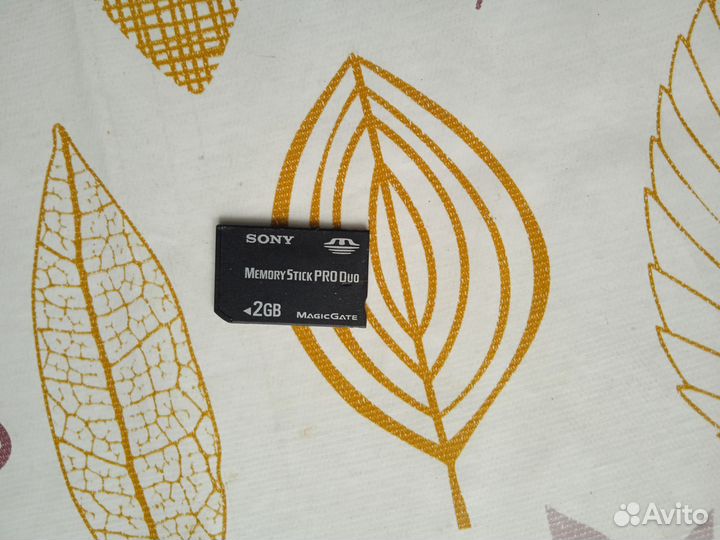 SONY
MEMORY STICK PRO DUO
2GB MAGICGATE
Avito